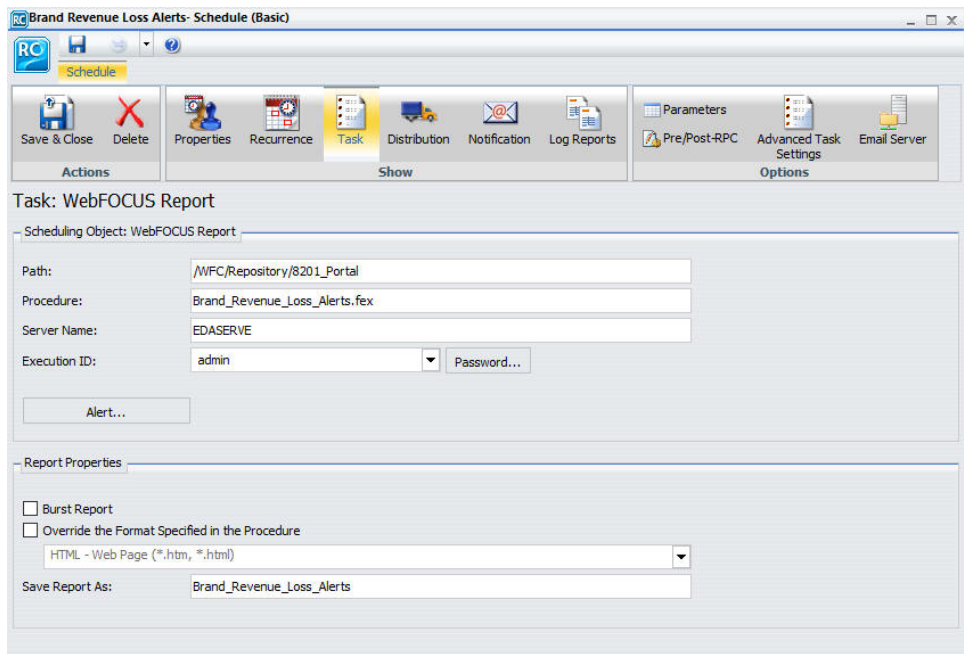 RC Brand Revenue Loss Alerts- Schedule (Basic)
RC
Schedule
Save & Close Delete Properties Recurrence Task Distribution Notification Log Reports Parameters Pre/Post-RPC Advanced Task Settings Email Server
Actions Show Options
Task: WebFOCUS Report
Scheduling Object: WebFOCUS Report
Path: /WFC/Repository/8201_Portal
Procedure: Brand_Revenue_Loss_Alerts.fex
Server Name: EDASERVE
Execution ID: admin Password...
Alert...
Report Properties
Burst Report
Override the Format Specified in the Procedure
HTML - Web Page (*.htm, *.html)
Save Report As: Brand_Revenue_Loss_Alerts